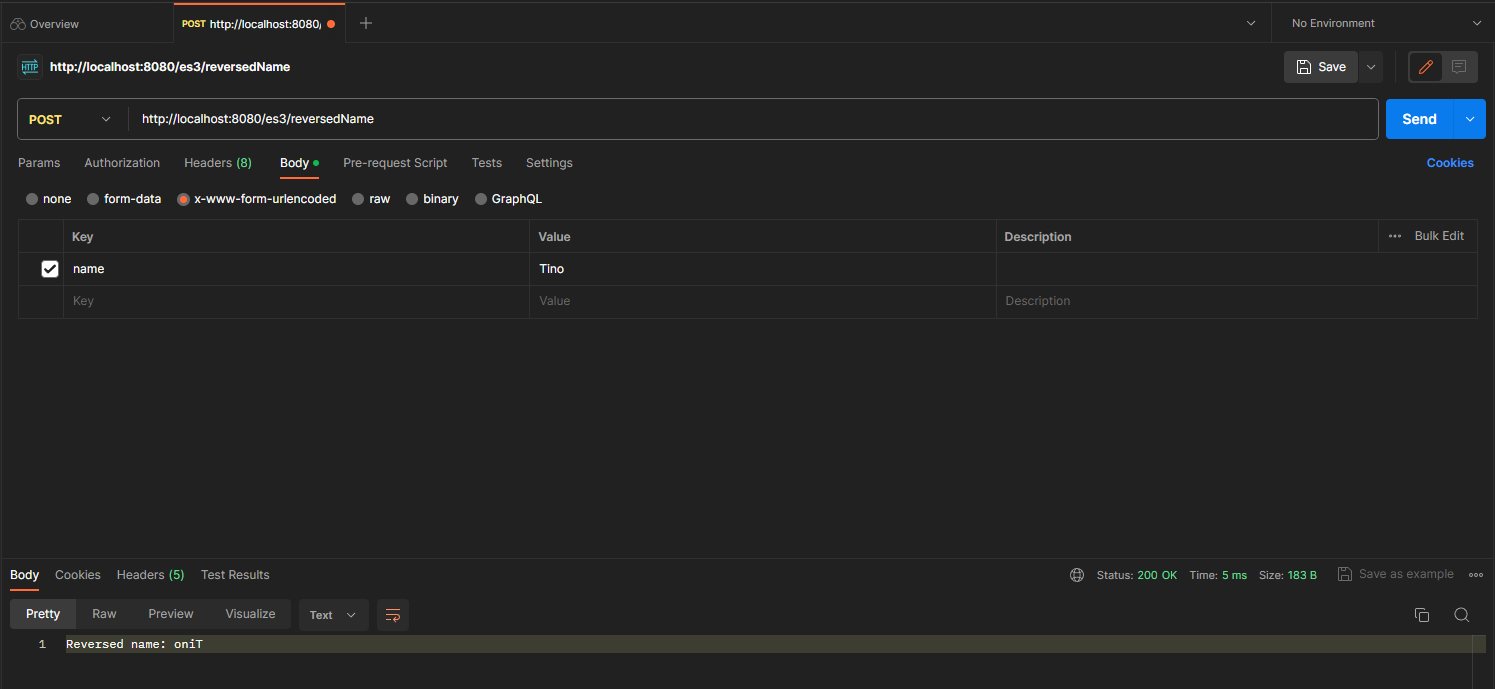 Overview
POST http://localhost:8080/
No Environment
HTTP http://localhost:8080/es3/reversedName
Save
POST http://localhost:8080/es3/reversedName Send
Params Authorization Headers (8) Body Pre-request Script Tests Settings Cookies
none form-data x-www-form-urlencoded raw binary GraphQL
Key Value Description Bulk Edit
name Tino
Key Value Description
Body Cookies Headers (5) Test Results Status: 200 OK Time: 5 ms Size: 183 B Save as example
Pretty Raw Preview Visualize Text
1 Reversed name: oniT